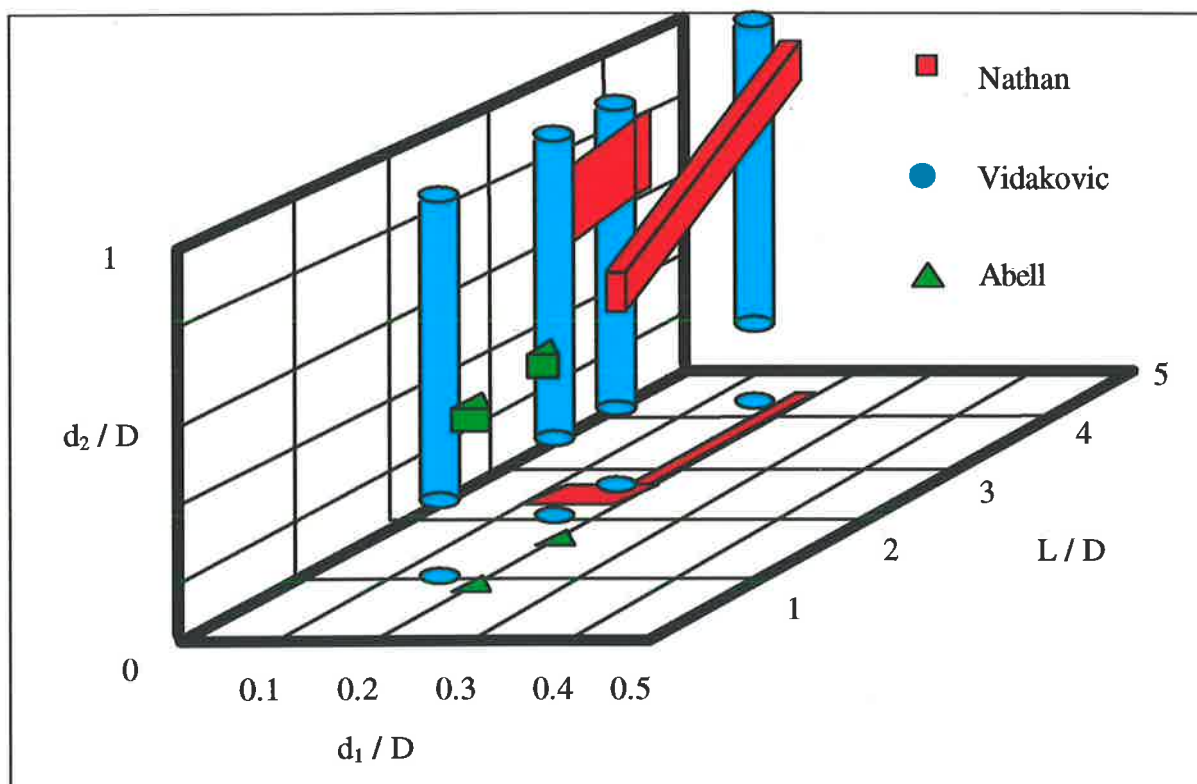 Nathan
Vidakovic
Abell
1
d₂ / D
0
0.1 0.2 0.3 0.4 0.5
d₁ / D
1
2
3
4
5
L / D